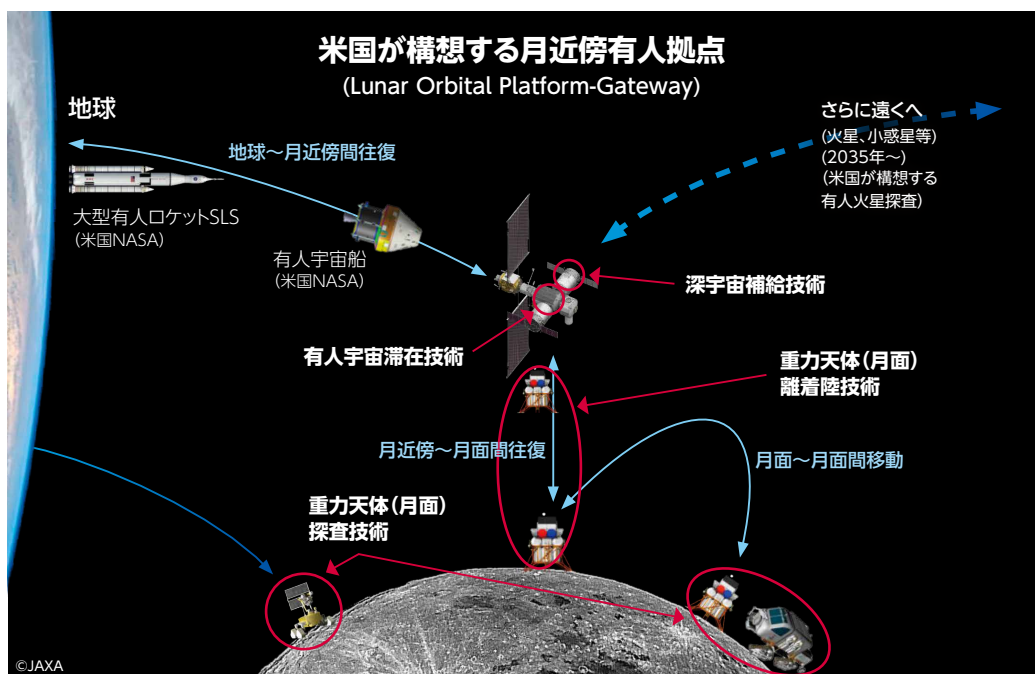 米国が構想する月近傍有人拠点
(Lunar Orbital Platform-Gateway)
地球
さらに遠くへ
(火星、小惑星等)
(2035年～)
(米国が構想する
有人火星探査)
地球～月近傍間往復
大型有人ロケットSLS
(米国NASA)
有人宇宙船
(米国NASA)
深宇宙補給技術
有人宇宙滞在技術
重力天体(月面)
離着陸技術
月近傍～月面間往復
月面～月面間移動
重力天体(月面)
探査技術
©JAXA